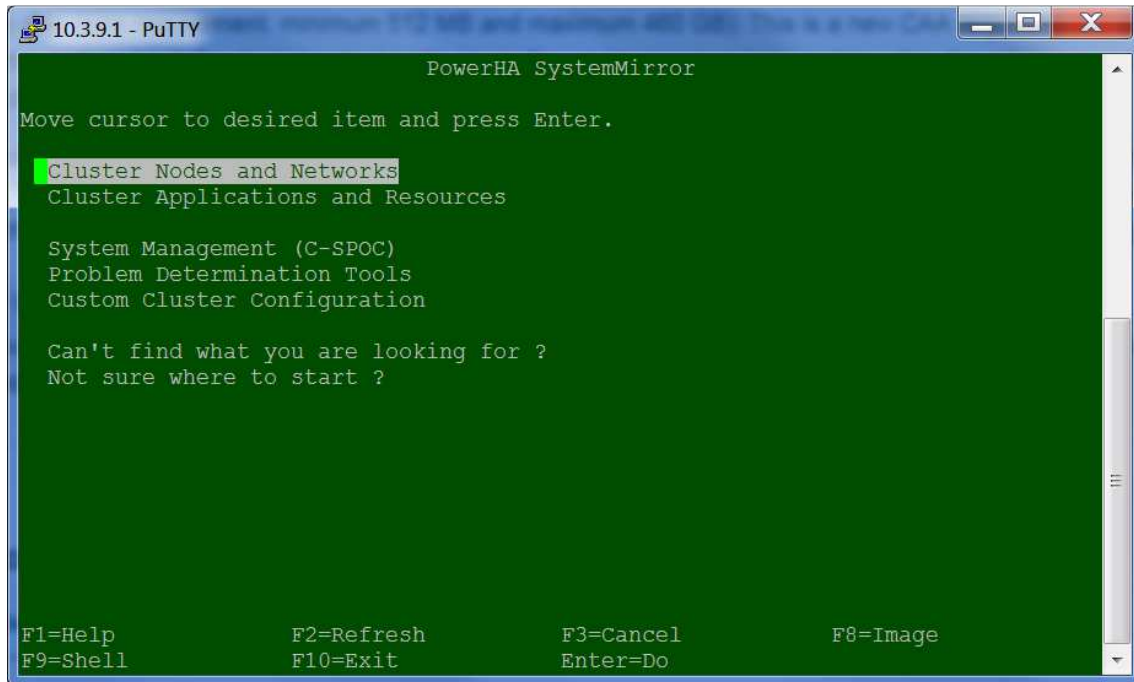 10.3.9.1 - PuTTY
PowerHA SystemMirror
Move cursor to desired item and press Enter.
Cluster Nodes and Networks
Cluster Applications and Resources
System Management (C-SPOC)
Problem Determination Tools
Custom Cluster Configuration
Can't find what you are looking for ?
Not sure where to start ?
F1=Help F2=Refresh F3=Cancel F8=Image
F9=Shell F10=Exit Enter=Do